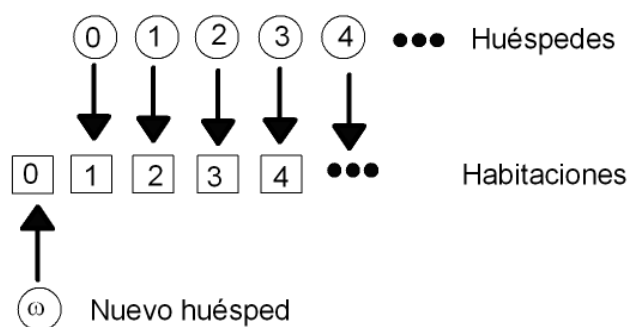 0 1 2 3 4 ••• Huéspedes
0 1 2 3 4 ••• Habitaciones
ω Nuevo huésped